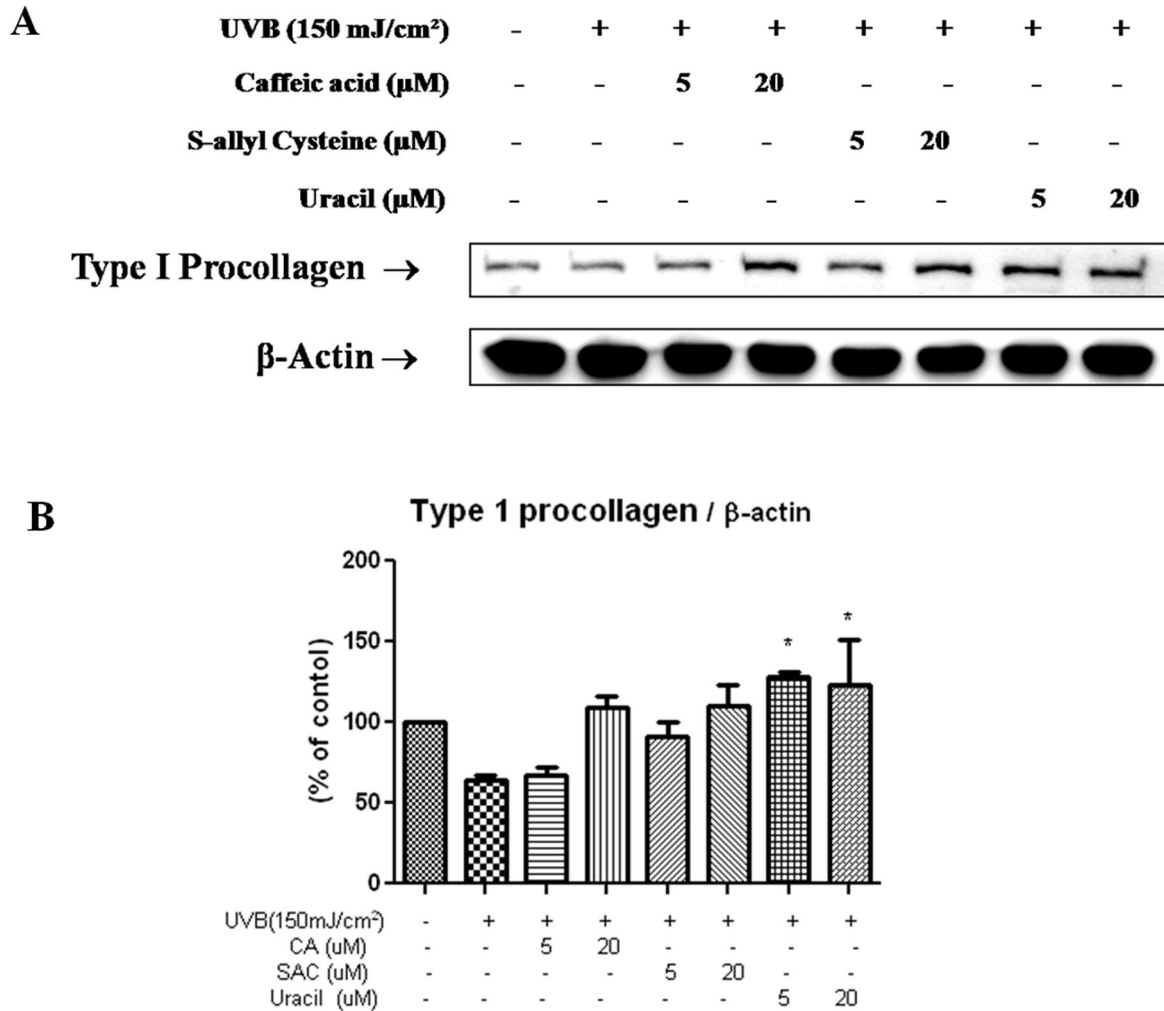 A
UVB (150 mJ/cm²) - + + + + + + +
Caffeic acid (µM) - - 5 20 - - - -
S-allyl Cysteine (µM) - - - - 5 20 - -
Uracil (µM) - - - - - - 5 20
Type I Procollagen →
β-Actin →
B
Type 1 procollagen / β-actin
(% of contol)
200
150
100
50
0
* *
UVB(150mJ/cm²) - + + + + + + +
CA (uM) - - 5 20 - - - -
SAC (uM) - - - - 5 20 - -
Uracil (uM) - - - - - - 5 20